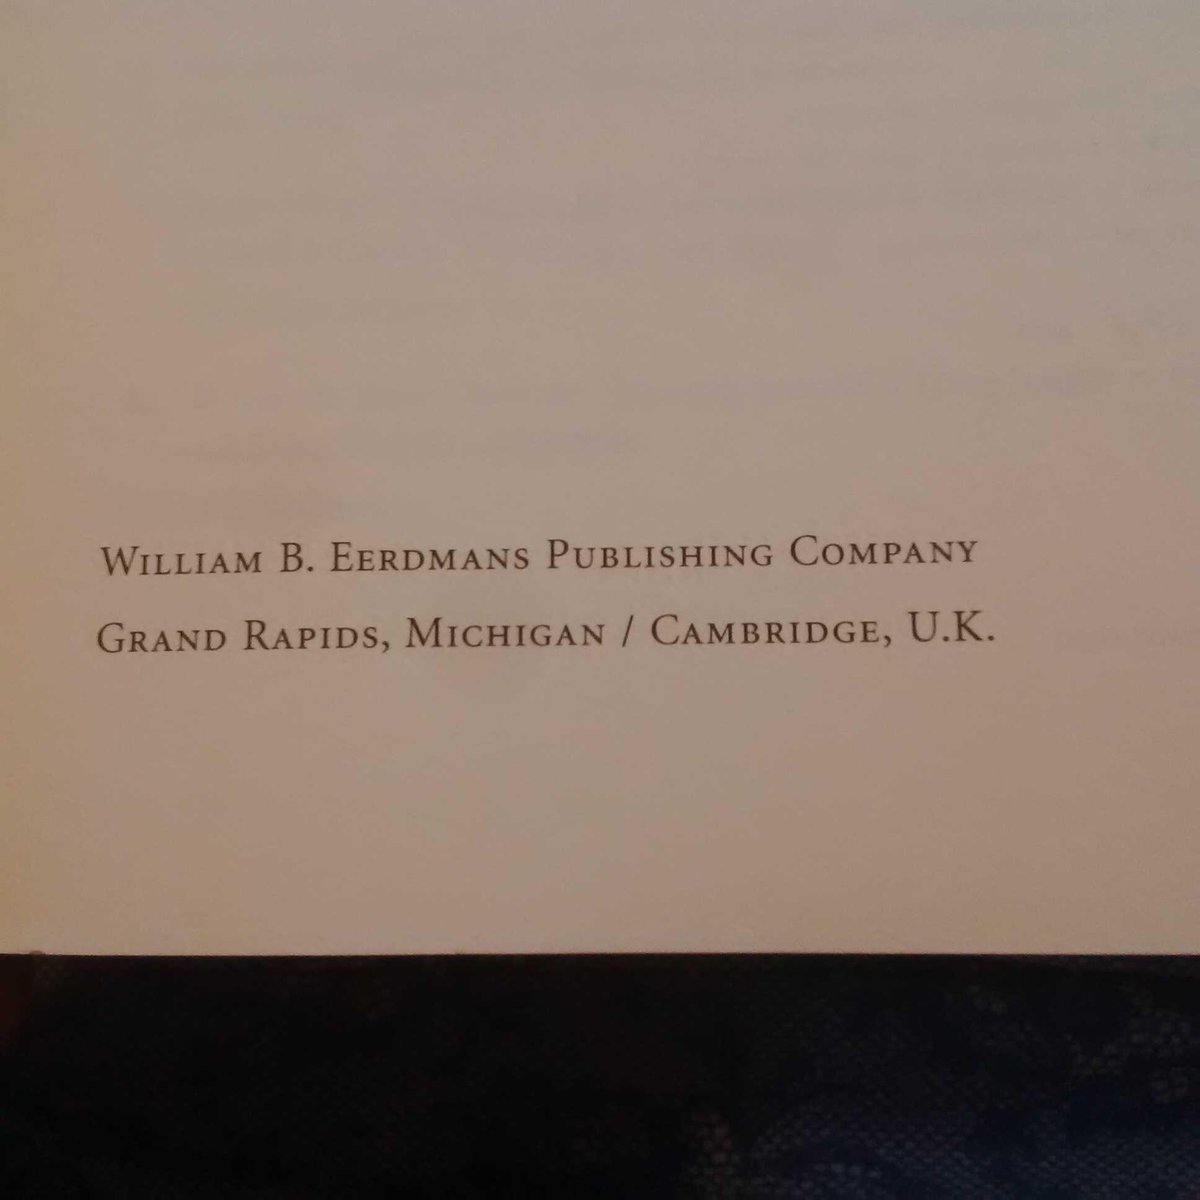 William B. Eerdmans Publishing Company
Grand Rapids, Michigan / Cambridge, U.K.